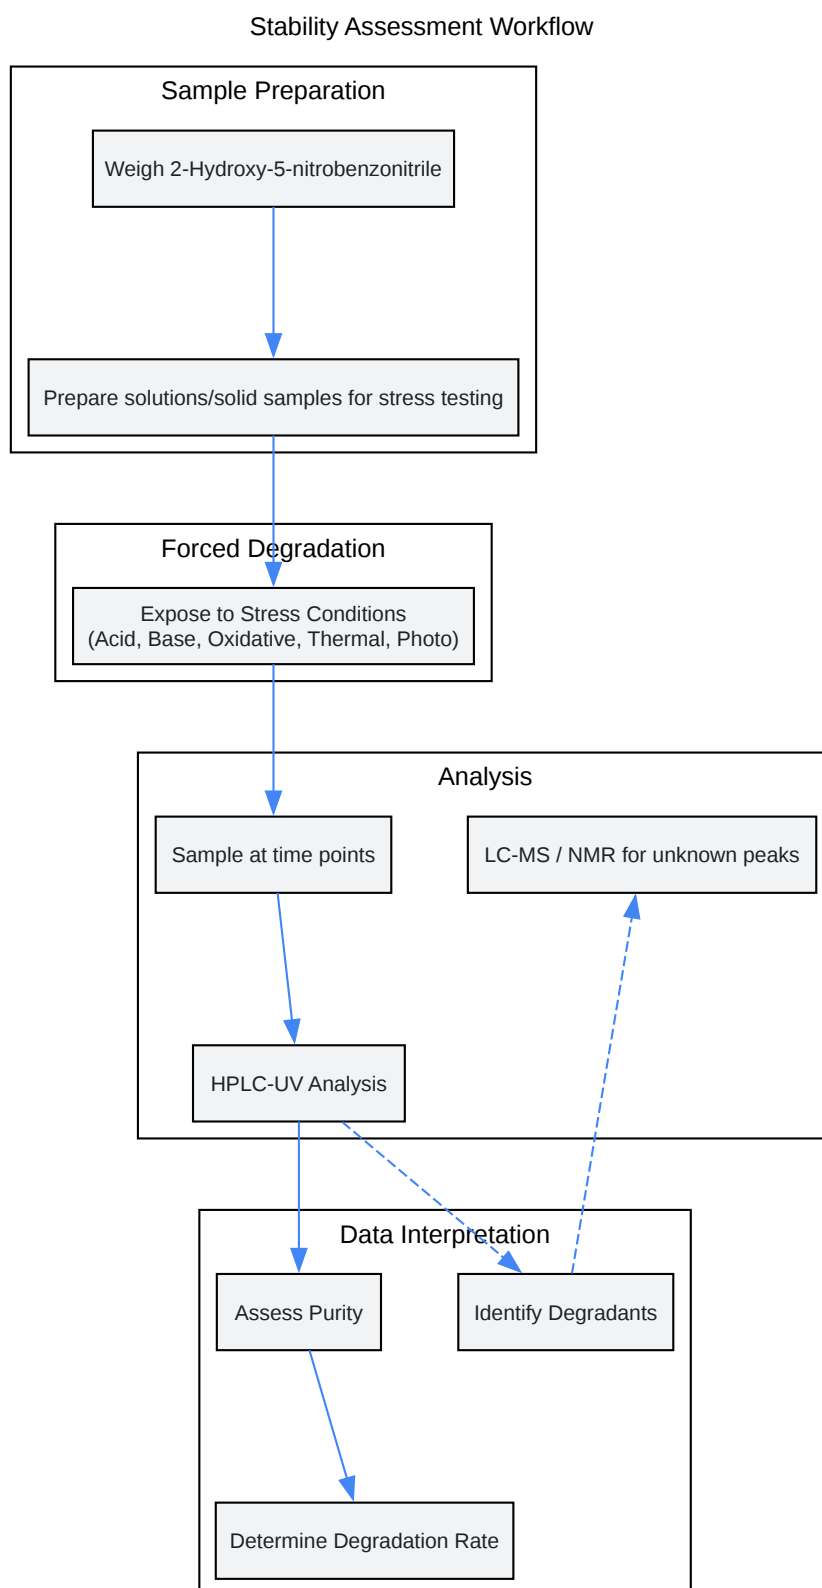 Stability Assessment Workflow
Sample Preparation
Weigh 2-Hydroxy-5-nitrobenzonitrile
Prepare solutions/solid samples for stress testing
Forced Degradation
Expose to Stress Conditions
(Acid, Base, Oxidative, Thermal, Photo)
Analysis
Sample at time points
LC-MS / NMR for unknown peaks
HPLC-UV Analysis
Data Interpretation
Assess Purity
Identify Degradants
Determine Degradation Rate